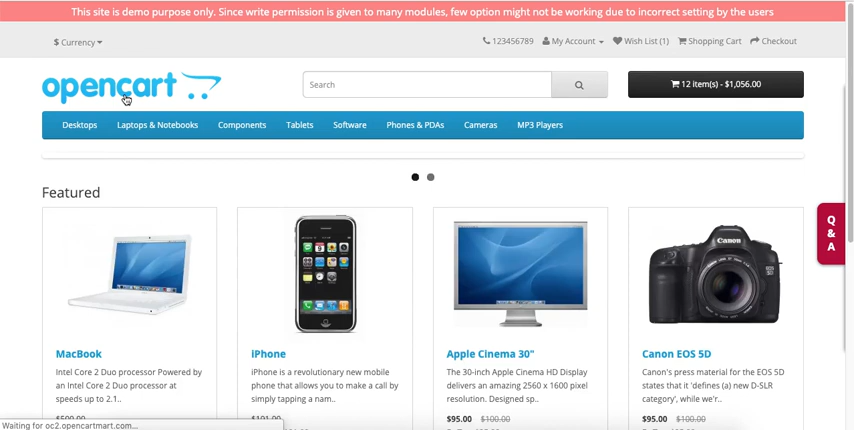 This site is demo purpose only. Since write permission is given to many modules, few option might not be working due to incorrect setting by the users
$ Currency
123456789 My Account Wish List (1) Shopping Cart Checkout
opencart
Search
12 item(s) - $1,056.00
Desktops Laptops & Notebooks Components Tablets Software Phones & PDAs Cameras MP3 Players
Featured
Q
&
A
Canon
MacBook
Intel Core 2 Duo processor Powered by
an Intel Core 2 Duo processor at
speeds up to 2.1..
iPhone
iPhone is a revolutionary new mobile
phone that allows you to make a call by
simply tapping a nam..
Apple Cinema 30"
The 30-inch Apple Cinema HD Display
delivers an amazing 2560 x 1600 pixel
resolution. Designed sp..
$95.00 $100.00
Canon EOS 5D
Canon's press material for the EOS 5D
states that it 'defines (a) new D-SLR
category', while we'r..
$95.00 $100.00
Waiting for oc2.opencartmart.com...